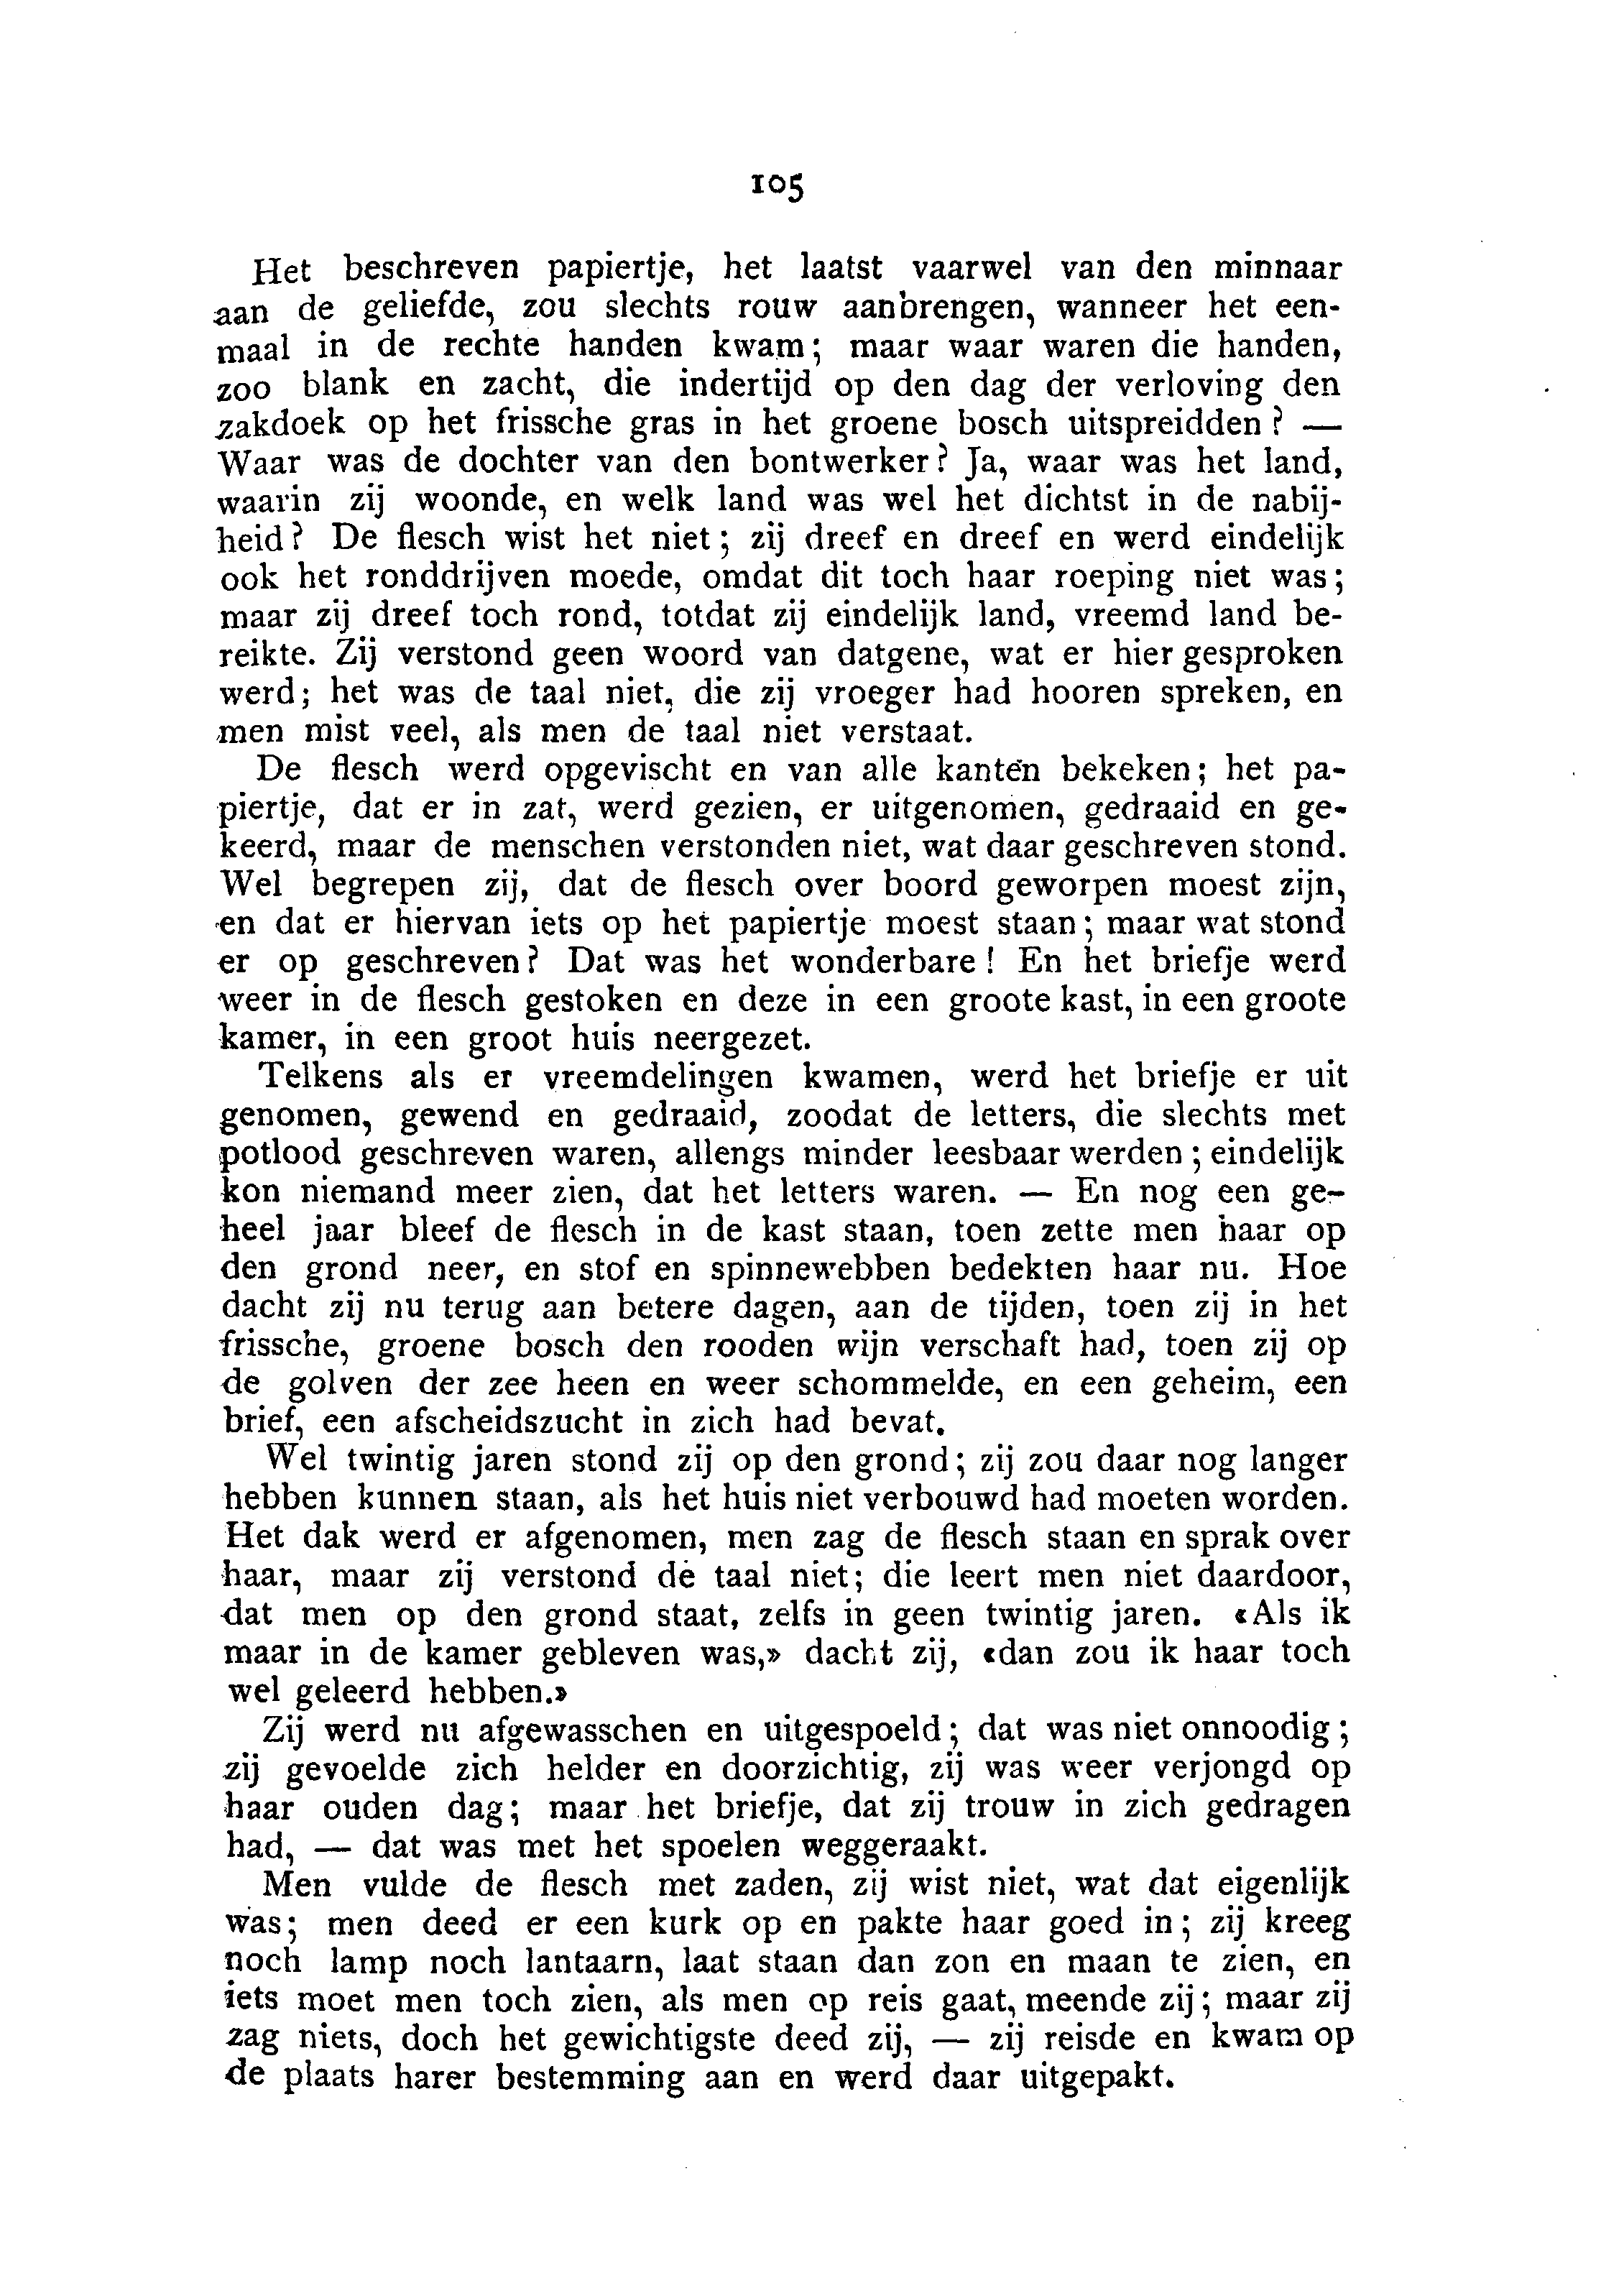 105
Het beschreven papiertje, het laatst vaarwel van den minnaar
aan de geliefde, zou slechts rouw aanbrengen, wanneer het een-
maal in de rechte handen kwam; maar waar waren die handen,
zoo blank en zacht, die indertijd op den dag der verloving den
zakdoek op het frissche gras in het groene bosch uitspreidden? —
Waar was de dochter van den bontwerker? Ja, waar was het land,
waarin zij woonde, en welk land was wel het dichtst in de nabij-
heid? De flesch wist het niet; zij dreef en dreef en werd eindelijk
ook het ronddrijven moede, omdat dit toch haar roeping niet was;
maar zij dreef toch rond, totdat zij eindelijk land, vreemd land be-
reikte. Zij verstond geen woord van datgene, wat er hier gesproken
werd; het was de taal niet, die zij vroeger had hooren spreken, en
men mist veel, als men de taal niet verstaat.
De flesch werd opgevischt en van alle kanten bekeken; het pa-
piertje, dat er in zat, werd gezien, er uitgenomen, gedraaid en ge-
keerd, maar de menschen verstonden niet, wat daar geschreven stond.
Wel begrepen zij, dat de flesch over boord geworpen moest zijn,
en dat er hiervan iets op het papiertje moest staan; maar wat stond
er op geschreven? Dat was het wonderbare! En het briefje werd
weer in de flesch gestoken en deze in een groote kast, in een groote
kamer, in een groot huis neergezet.
Telkens als er vreemdelingen kwamen, werd het briefje er uit
genomen, gewend en gedraaid, zoodat de letters, die slechts met
potlood geschreven waren, allengs minder leesbaar werden; eindelijk
kon niemand meer zien, dat het letters waren. — En nog een ge-
heel jaar bleef de flesch in de kast staan, toen zette men haar op
den grond neer, en stof en spinnewebben bedekten haar nu. Hoe
dacht zij nu terug aan betere dagen, aan de tijden, toen zij in het
frissche, groene bosch den rooden wijn verschaft had, toen zij op
de golven der zee heen en weer schommelde, en een geheim, een
brief, een afscheidszucht in zich had bevat.
Wel twintig jaren stond zij op den grond; zij zou daar nog langer
hebben kunnen staan, als het huis niet verbouwd had moeten worden.
Het dak werd er afgenomen, men zag de flesch staan en sprak over
haar, maar zij verstond de taal niet; die leert men niet daardoor,
dat men op den grond staat, zelfs in geen twintig jaren. «Als ik
maar in de kamer gebleven was,» dacht zij, «dan zou ik haar toch
wel geleerd hebben.»
Zij werd nu afgewasschen en uitgespoeld; dat was niet onnoodig;
zij gevoelde zich helder en doorzichtig, zij was weer verjongd op
haar ouden dag; maar het briefje, dat zij trouw in zich gedragen
had, — dat was met het spoelen weggeraakt.
Men vulde de flesch met zaden, zij wist niet, wat dat eigenlijk
was; men deed er een kurk op en pakte haar goed in; zij kreeg
noch lamp noch lantaarn, laat staan dan zon en maan te zien, en
iets moet men toch zien, als men op reis gaat, meende zij; maar zij
zag niets, doch het gewichtigste deed zij, — zij reisde en kwam op
de plaats harer bestemming aan en werd daar uitgepakt.